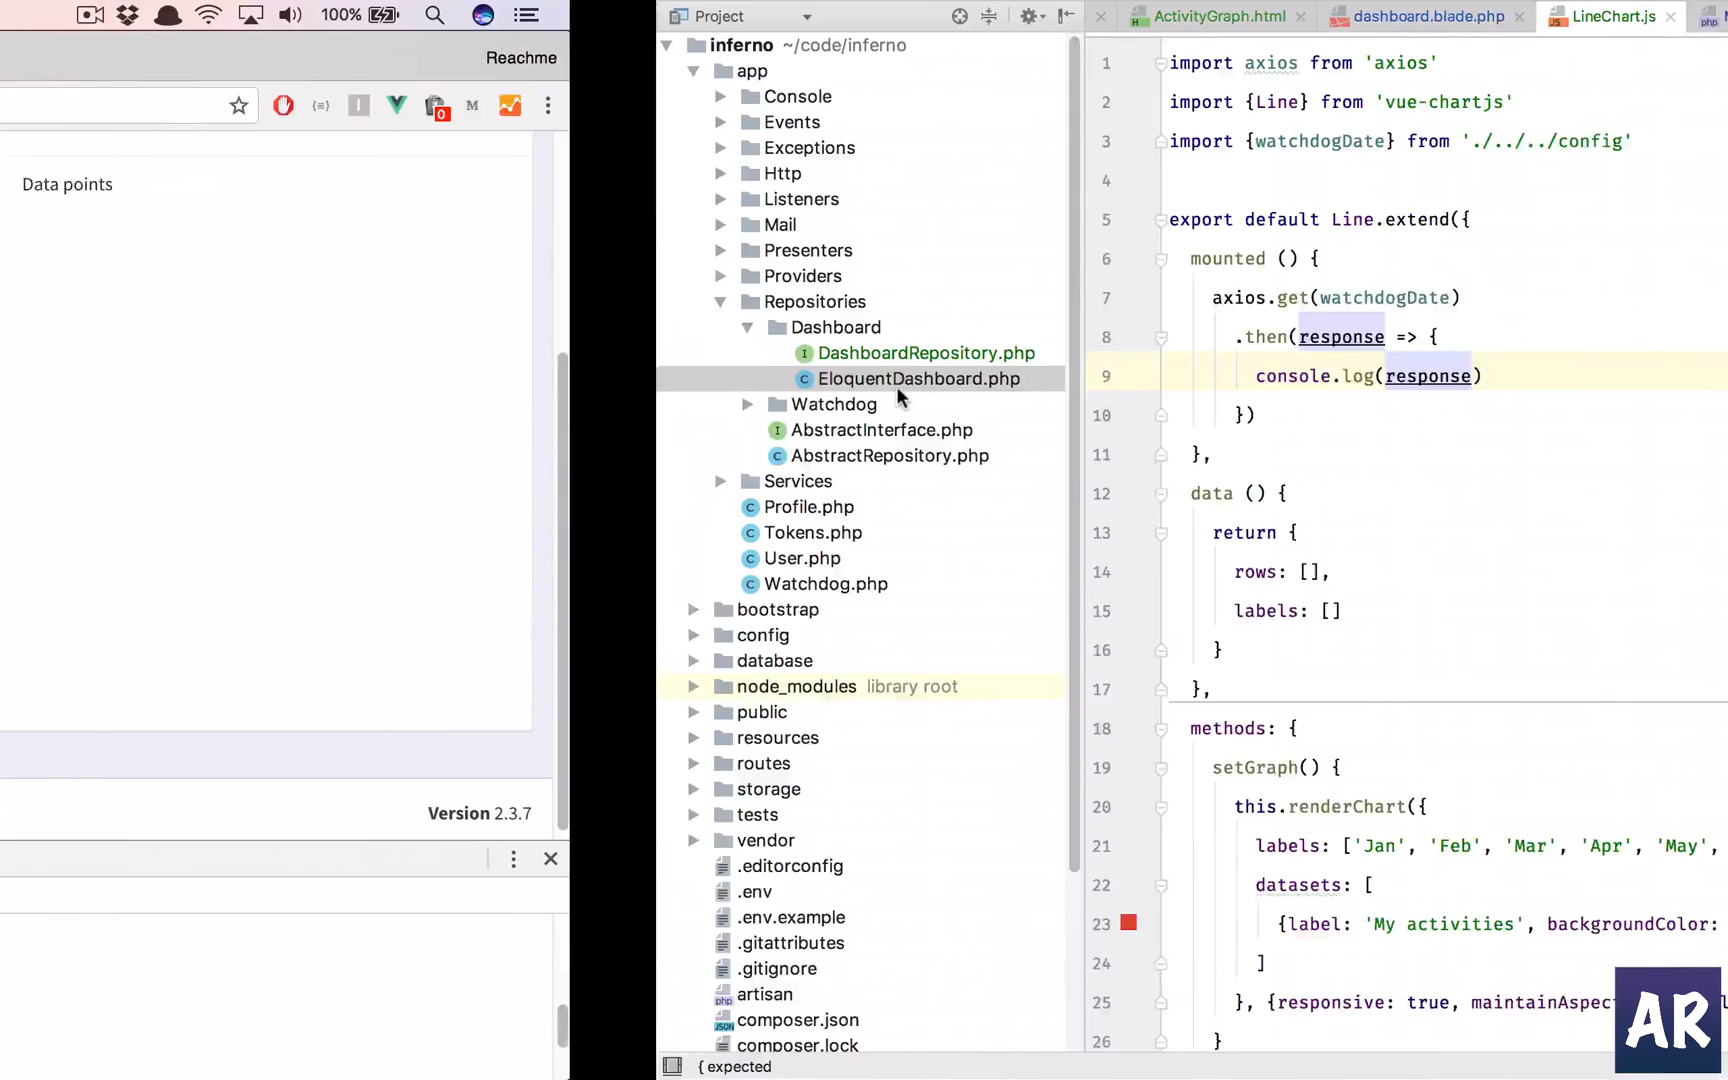 100%
Reachme
0
M
Data points
Version 2.3.7
Project
inferno ~/code/inferno
app
Console
Events
Exceptions
Http
Listeners
Mail
Presenters
Providers
Repositories
Dashboard
DashboardRepository.php
EloquentDashboard.php
Watchdog
AbstractInterface.php
AbstractRepository.php
Services
Profile.php
Tokens.php
User.php
Watchdog.php
bootstrap
config
database
node_modules library root
public
resources
routes
storage
tests
vendor
.editorconfig
.env
.env.example
.gitattributes
.gitignore
artisan
composer.json
composer.lock
{ expected
ActivityGraph.html
dashboard.blade.php
LineChart.js
1 import axios from 'axios'
2 import {Line} from 'vue-chartjs'
3 import {watchdogDate} from './../../config'
4
5 export default Line.extend({
6 mounted () {
7 axios.get(watchdogDate)
8 .then(response => {
9 console.log(response)
10 })
11 },
12 data () {
13 return {
14 rows: [],
15 labels: []
16 }
17 },
18 methods: {
19 setGraph() {
20 this.renderChart({
21 labels: ['Jan', 'Feb', 'Mar', 'Apr', 'May',
22 datasets: [
23 {label: 'My activities', backgroundColor:
24 ]
25 }, {responsive: true, maintainAspec
26 }
AR